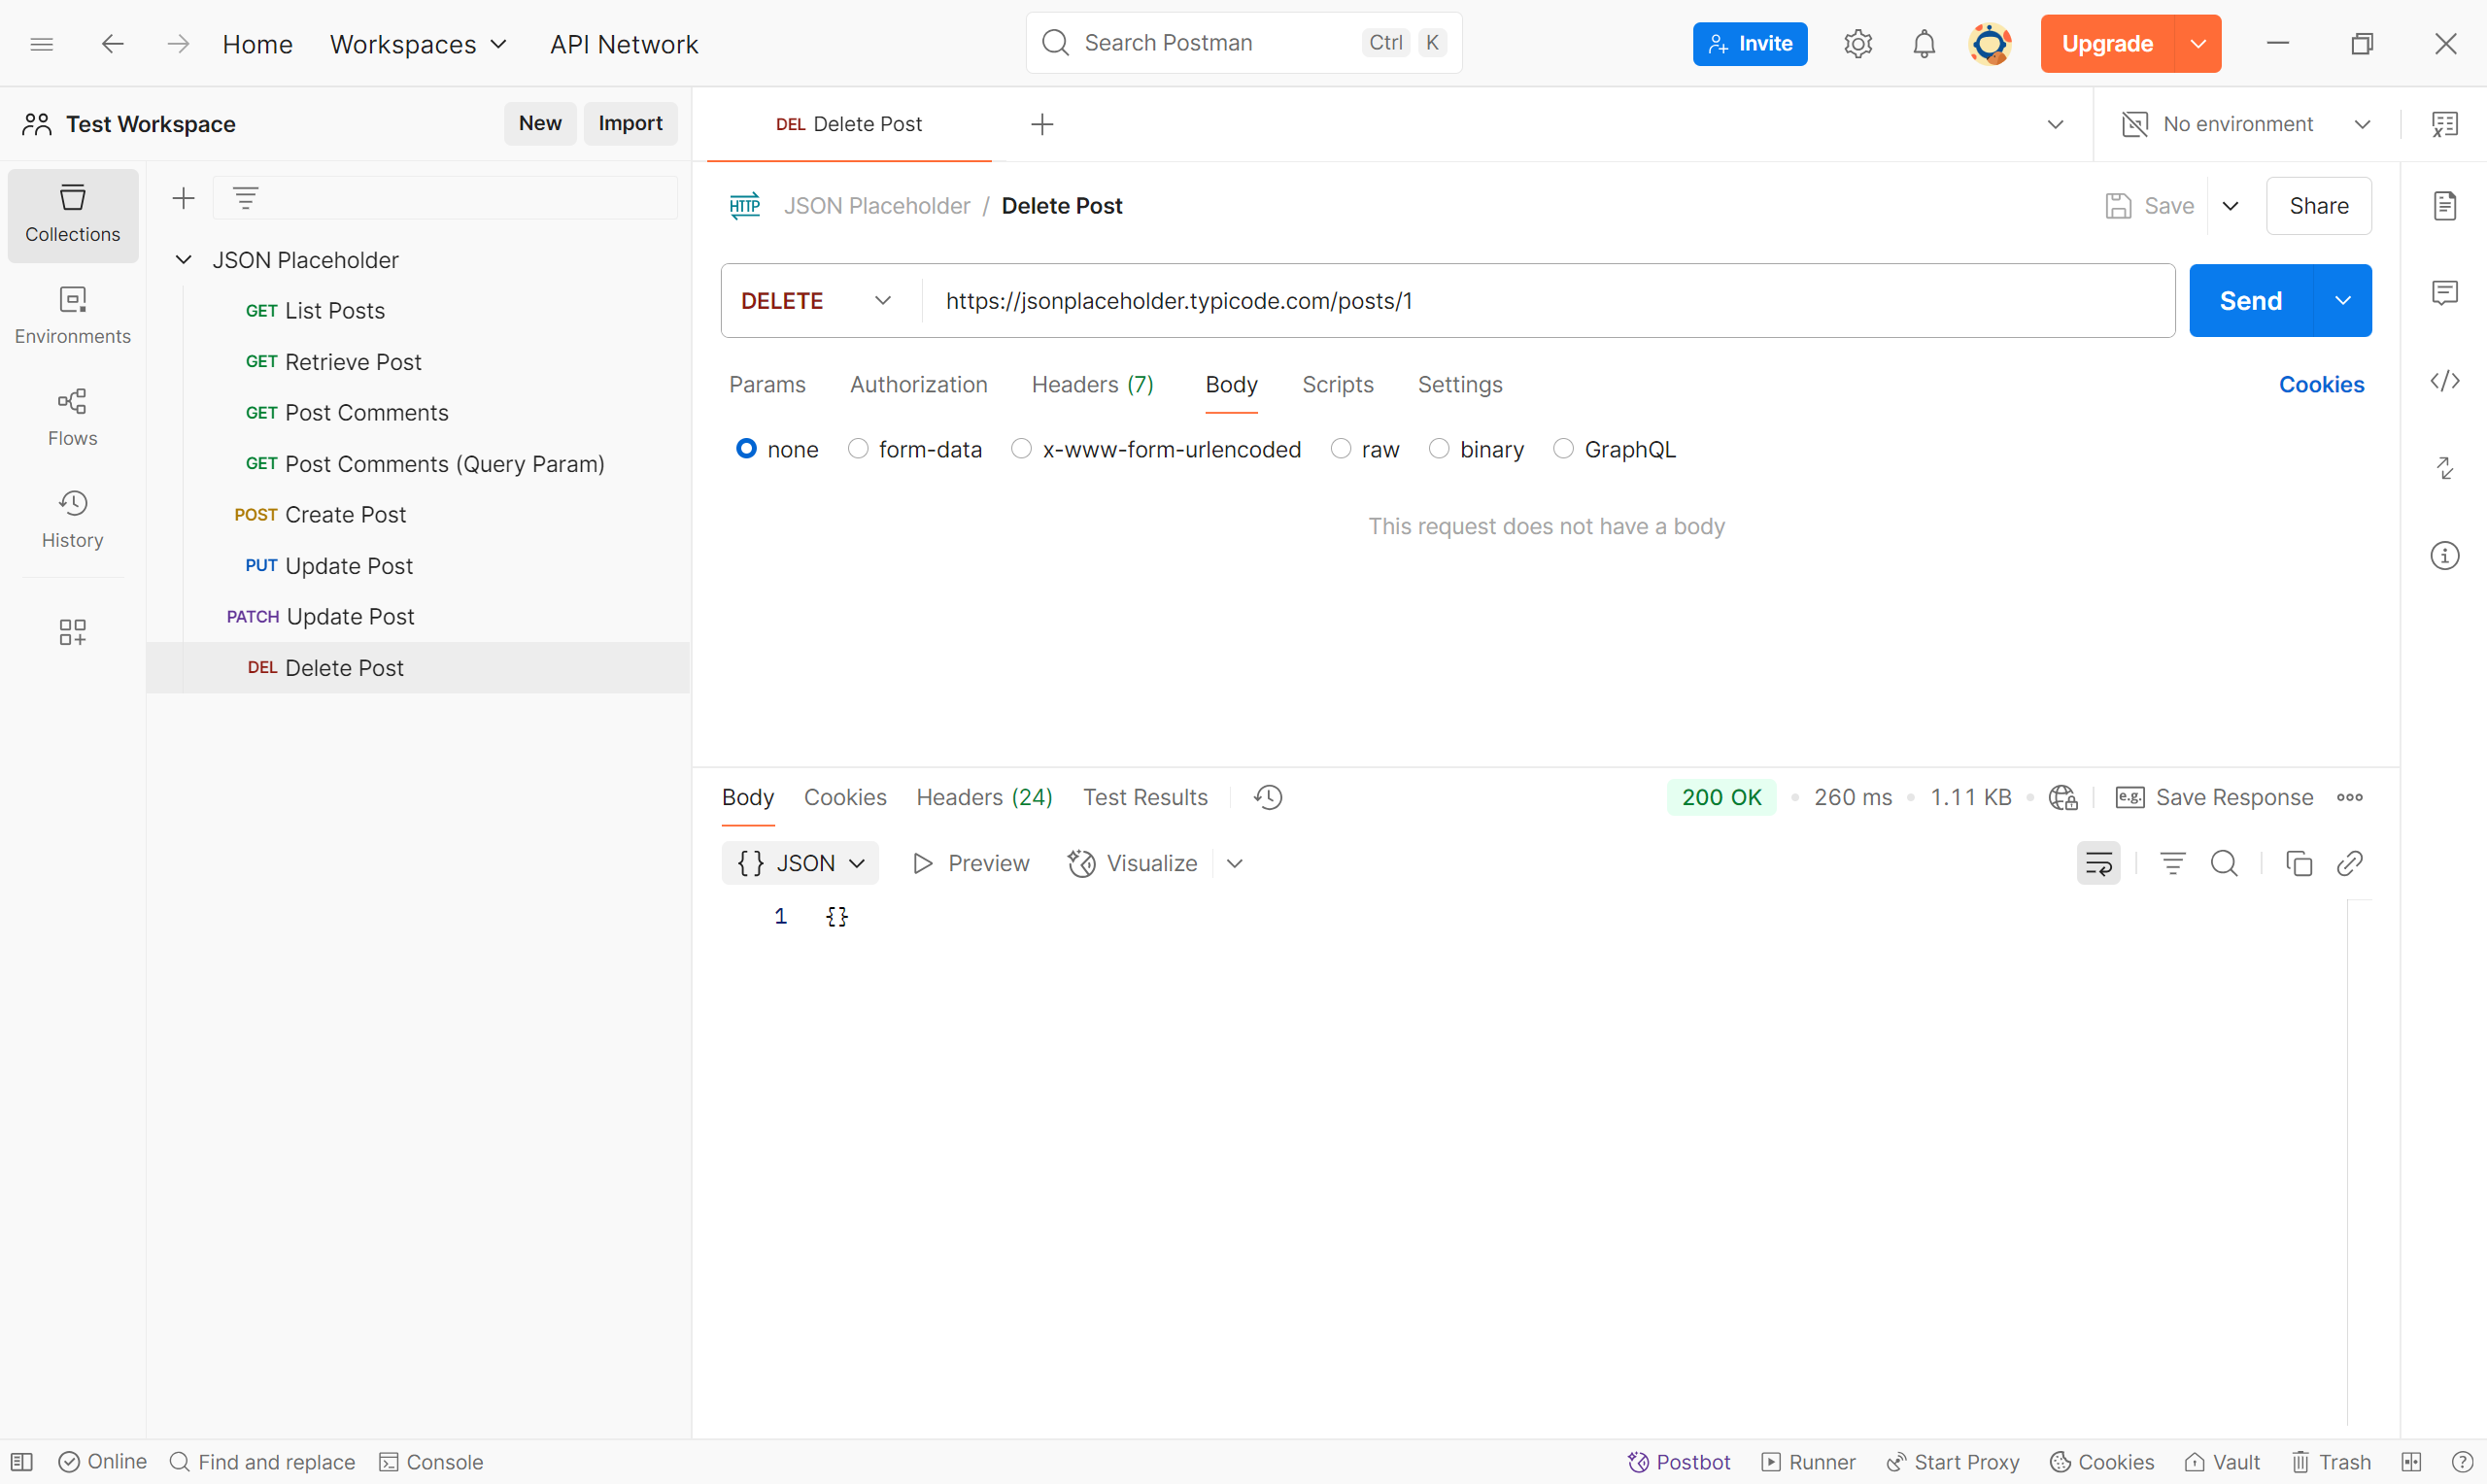 Home Workspaces API Network Search Postman Ctrl K Invite Upgrade
Test Workspace New Import DEL Delete Post No environment
Collections
Environments
Flows
History
JSON Placeholder
GET List Posts
GET Retrieve Post
GET Post Comments
GET Post Comments (Query Param)
POST Create Post
PUT Update Post
PATCH Update Post
DEL Delete Post
HTTP JSON Placeholder / Delete Post Save Share
DELETE https://jsonplaceholder.typicode.com/posts/1 Send
Params Authorization Headers (7) Body Scripts Settings Cookies
none form-data x-www-form-urlencoded raw binary GraphQL
This request does not have a body
Body Cookies Headers (24) Test Results 200 OK 260 ms 1.11 KB e.g. Save Response
{} JSON Preview Visualize
1 {}
Online Find and replace Console Postbot Runner Start Proxy Cookies Vault Trash